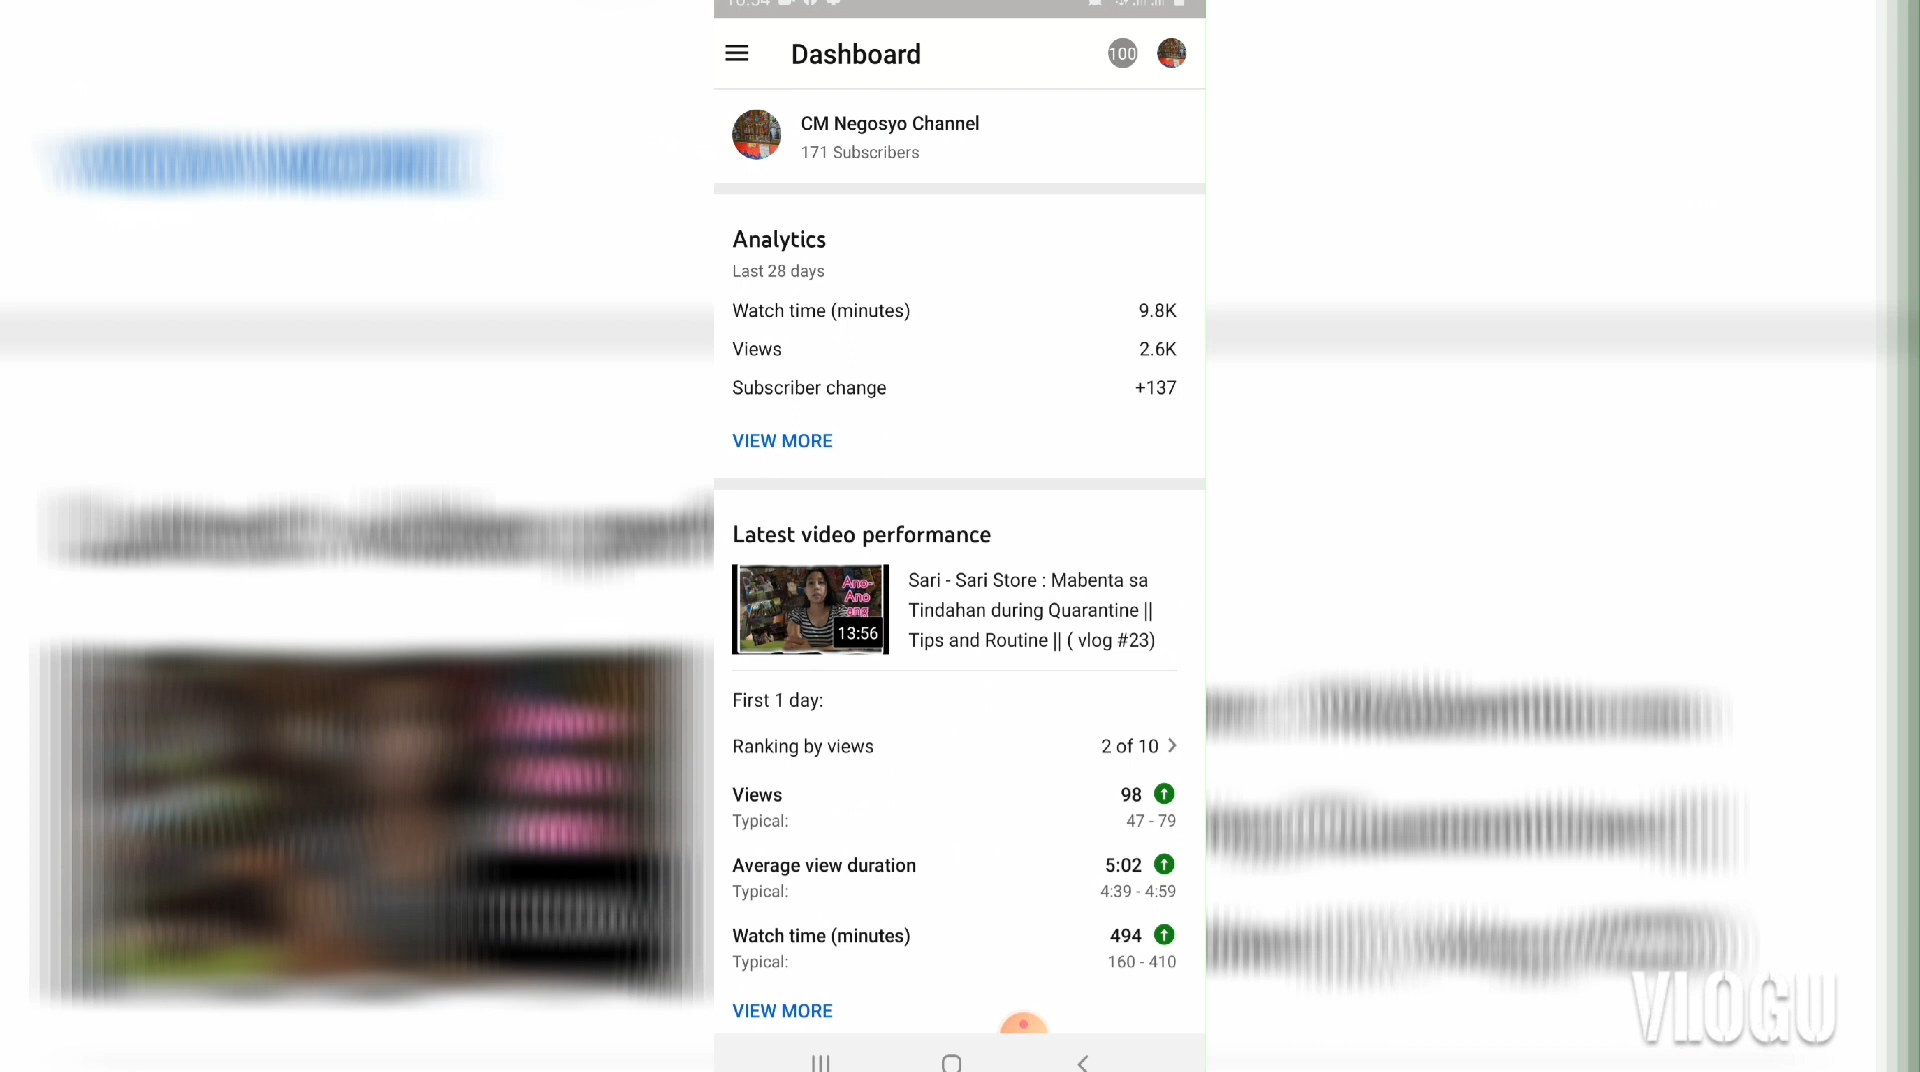 Dashboard
100
CM Negosyo Channel
171 Subscribers
Analytics
Last 28 days
Watch time (minutes) 9.8K
Views 2.6K
Subscriber change +137
VIEW MORE
Latest video performance
Ano-
Ano
ang
13:56
Sari - Sari Store : Mabenta sa
Tindahan during Quarantine ||
Tips and Routine || ( vlog #23)
First 1 day:
Ranking by views 2 of 10
Views 98
Typical: 47 - 79
Average view duration 5:02
Typical: 4:39 - 4:59
Watch time (minutes) 494
Typical: 160 - 410
VIEW MORE
VLOGU